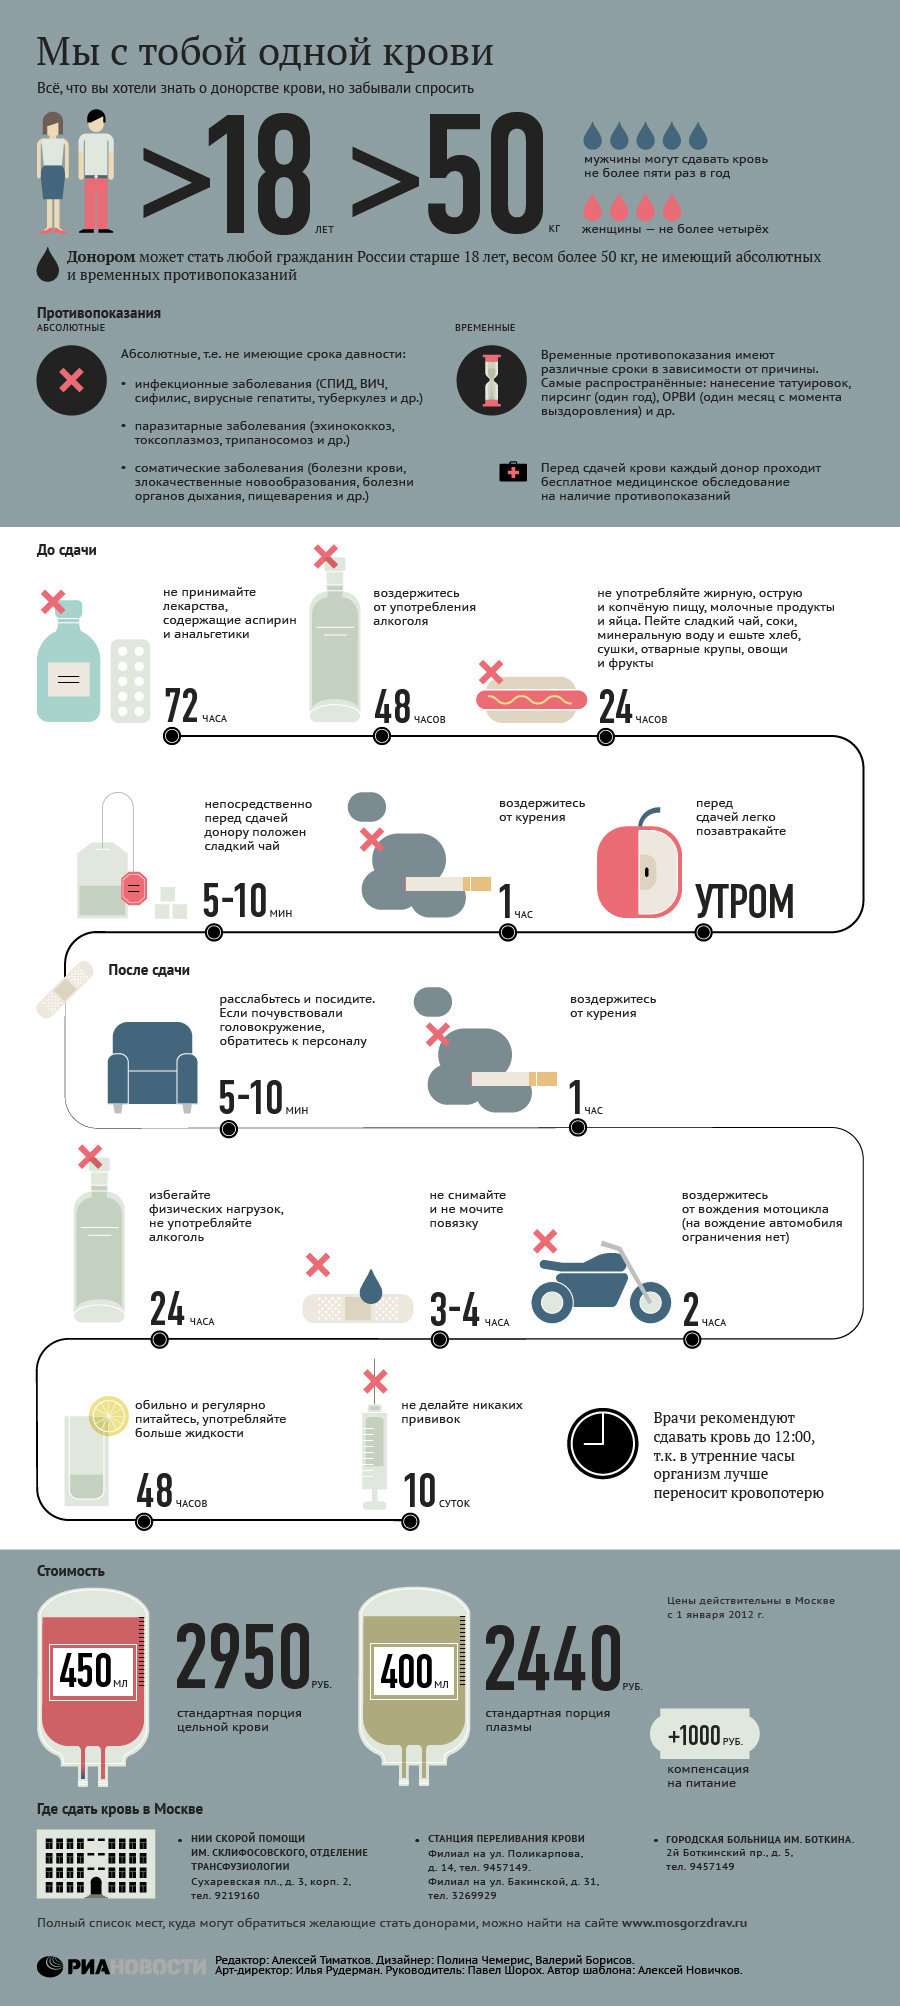 Мы с тобой одной крови
Всё, что вы хотели знать о донорстве крови, но забывали спросить
>18 ЛЕТ
>50 КГ
мужчины могут сдавать кровь
не более пяти раз в год
женщины — не более четырёх
Донором может стать любой гражданин России старше 18 лет, весом более 50 кг, не имеющий абсолютных
и временных противопоказаний
Противопоказания
АБСОЛЮТНЫЕ
Абсолютные, т.е. не имеющие срока давности:
• инфекционные заболевания (СПИД, ВИЧ,
сифилис, вирусные гепатиты, туберкулез и др.)
• паразитарные заболевания (эхинококкоз,
токсоплазмоз, трипаносомоз и др.)
• соматические заболевания (болезни крови,
злокачественные новообразования, болезни
органов дыхания, пищеварения и др.)
ВРЕМЕННЫЕ
Временные противопоказания имеют
различные сроки в зависимости от причины.
Самые распространённые: нанесение татуировок,
пирсинг (один год), ОРВИ (один месяц с момента
выздоровления) и др.
Перед сдачей крови каждый донор проходит
бесплатное медицинское обследование
на наличие противопоказаний
До сдачи
не принимайте
лекарства,
содержащие аспирин
и анальгетики
72 ЧАСА
воздержитесь
от употребления
алкоголя
48 ЧАСОВ
не употребляйте жирную, острую
и копчёную пищу, молочные продукты
и яйца. Пейте сладкий чай, соки,
минеральную воду и ешьте хлеб,
сушки, отварные крупы, овощи
и фрукты
24 ЧАСОВ
непосредственно
перед сдачей
донору положен
сладкий чай
5-10 МИН
воздержитесь
от курения
1 ЧАС
перед
сдачей легко
позавтракайте
УТРОМ
После сдачи
расслабьтесь и посидите.
Если почувствовали
головокружение,
обратитесь к персоналу
5-10 МИН
воздержитесь
от курения
1 ЧАС
избегайте
физических нагрузок,
не употребляйте
алкоголь
24 ЧАСА
не снимайте
и не мочите
повязку
3-4 ЧАСА
воздержитесь
от вождения мотоцикла
(на вождение автомобиля
ограничения нет)
2 ЧАСА
обильно и регулярно
питайтесь, употребляйте
больше жидкости
48 ЧАСОВ
не делайте никаких
прививок
10 СУТОК
Врачи рекомендуют
сдавать кровь до 12:00,
т.к. в утренние часы
организм лучше
переносит кровопотерю
Стоимость
450 МЛ
2950 РУБ.
стандартная порция
цельной крови
400 МЛ
2440 РУБ.
стандартная порция
плазмы
Цены действительны в Москве
с 1 января 2012 г.
+1000 РУБ.
компенсация
на питание
Где сдать кровь в Москве
• НИИ СКОРОЙ ПОМОЩИ
ИМ. СКЛИФОСОВСКОГО, ОТДЕЛЕНИЕ
ТРАНСФУЗИОЛОГИИ
Сухаревская пл., д. 3, корп. 2,
тел. 9219160
• СТАНЦИЯ ПЕРЕЛИВАНИЯ КРОВИ
Филиал на ул. Поликарпова,
д. 14, тел. 9457149.
Филиал на ул. Бакинской, д. 31,
тел. 3269929
• ГОРОДСКАЯ БОЛЬНИЦА ИМ. БОТКИНА.
2й Боткинский пр., д. 5,
тел. 9457149
Полный список мест, куда могут обратиться желающие стать донорами, можно найти на сайте www.mosgorzdrav.ru
РИАНОВОСТИ
Редактор: Алексей Тиматков. Дизайнер: Полина Чемерис, Валерий Борисов.
Арт-директор: Илья Рудерман. Руководитель: Павел Шорох. Автор шаблона: Алексей Новичков.